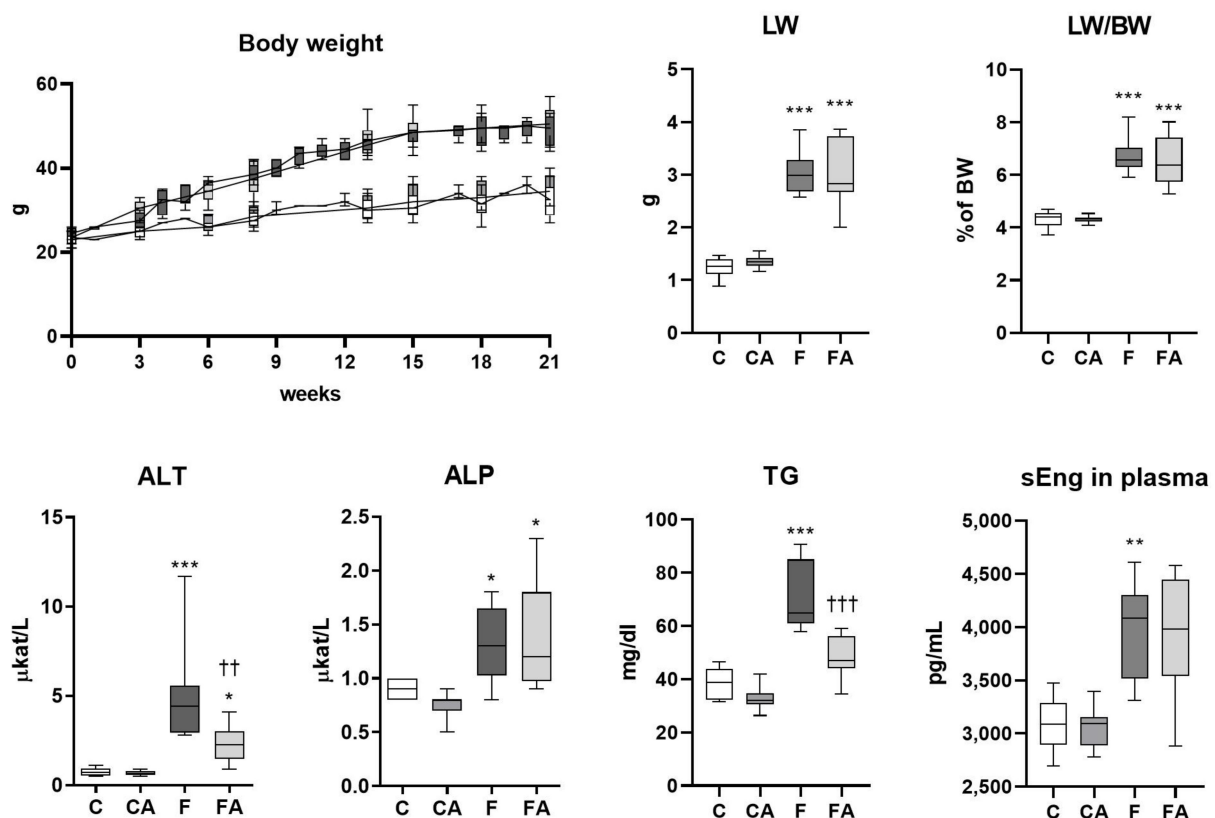 Body weight
60
40
20
0
g
0 3 6 9 12 15 18 21
weeks
LW
5
4
3
2
1
0
g
*** ***
C CA F FA
LW/BW
10
8
6
4
2
0
%of BW
***
***
C CA F FA
ALT
15
10
5
0
μkat/L
***
††
*
C CA F FA
ALP
2.5
2.0
1.5
1.0
0.5
0.0
μkat/L
*
*
C CA F FA
TG
100
80
60
40
20
0
mg/dl
***
†††
C CA F FA
sEng in plasma
5,000
4,500
4,000
3,500
3,000
2,500
pg/mL
**
C CA F FA